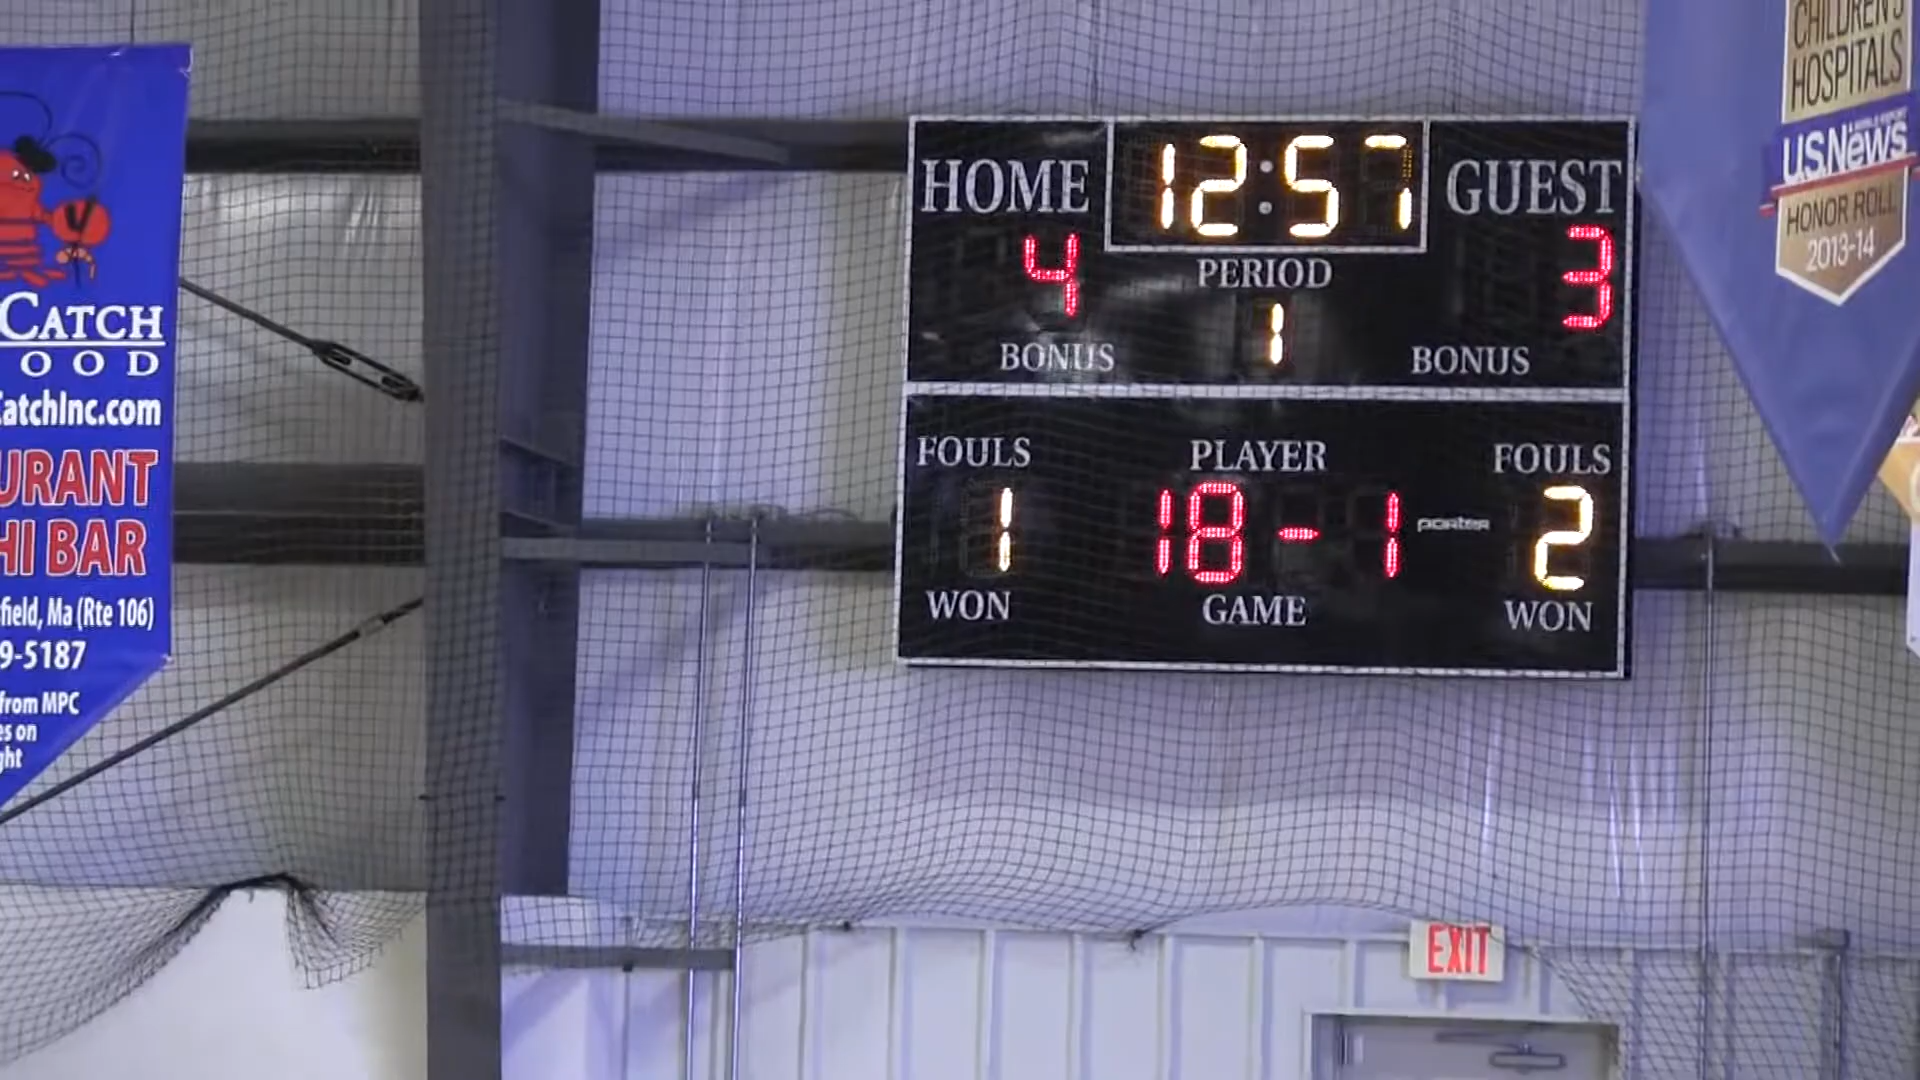 CATCH
OOD
CatchInc.com
URANT
HI BAR
field, Ma (Rte 106)
9-5187
from MPC
es on
ght
HOME
12:57
GUEST
4
PERIOD
3
1
BONUS
BONUS
FOULS
PLAYER
FOULS
1
18-1
porter
2
WON
GAME
WON
EXIT
CHILDREN'S
HOSPITALS
U.S.News
HONOR ROLL
2013-14